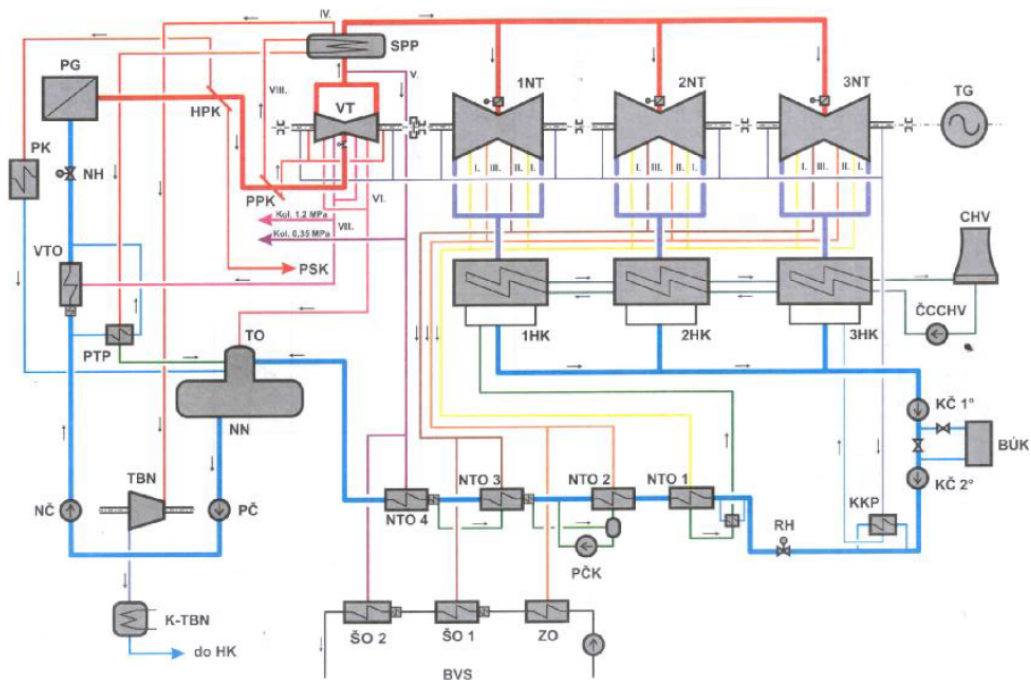 IV.
SPP
PG
1NT
2NT
3NT
TG
V.
VIII.
VT
HPK
PK
NH
PPK
I.
III.
II.
I.
I.
III.
II.
I.
I.
III.
II.
I.
VI.
Kol. 1.2 MPa
VII.
Kol. 0,35 MPa
PSK
CHV
VTO
1HK
2HK
3HK
ČCCHV
TO
PTP
NN
KČ 1°
BÚK
KČ 2°
TBN
NČ
PČ
NTO 4
NTO 3
NTO 2
NTO 1
KKP
RH
PČK
K-TBN
do HK
ŠO 2
ŠO 1
ZO
BVS